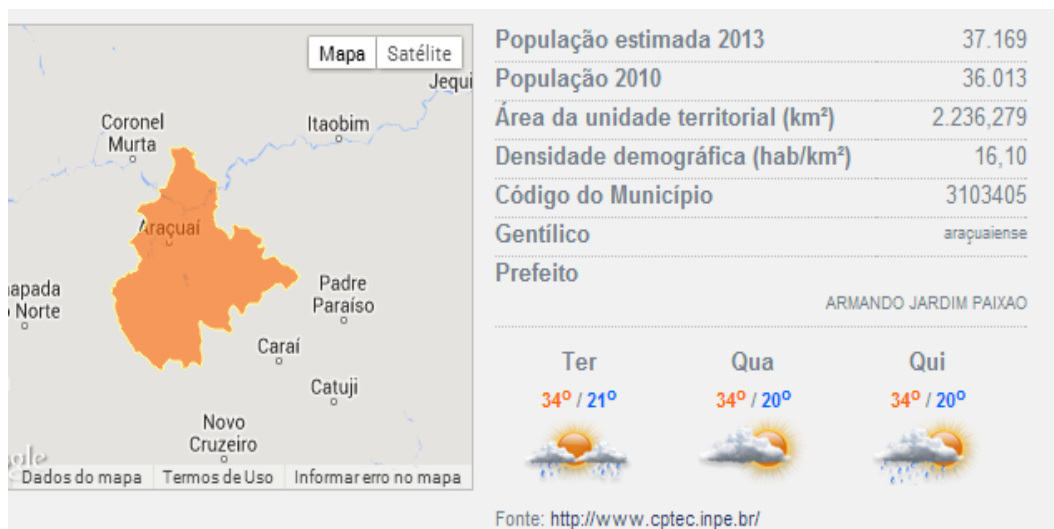 Mapa
Satélite
Jequi
Coronel
Murta
Itaobim
Araçuaí
apada
Norte
Padre
Paraíso
Caraí
Catuji
Novo
Cruzeiro
Dados do mapa
Termos de Uso
Informar erro no mapa
População estimada 2013 37.169
População 2010 36.013
Área da unidade territorial (km²) 2.236,279
Densidade demográfica (hab/km²) 16,10
Código do Município 3103405
Gentílico araçuaiense
Prefeito
ARMANDO JARDIM PAIXAO
Ter Qua Qui
34º / 21º 34º / 20º 34º / 20º
Fonte: http://www.cptec.inpe.br/